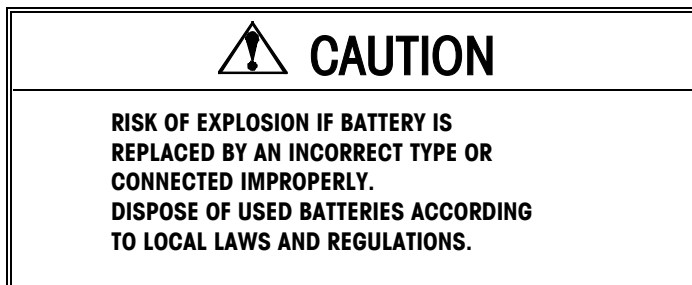 CAUTION
RISK OF EXPLOSION IF BATTERY IS
REPLACED BY AN INCORRECT TYPE OR
CONNECTED IMPROPERLY.
DISPOSE OF USED BATTERIES ACCORDING
TO LOCAL LAWS AND REGULATIONS.